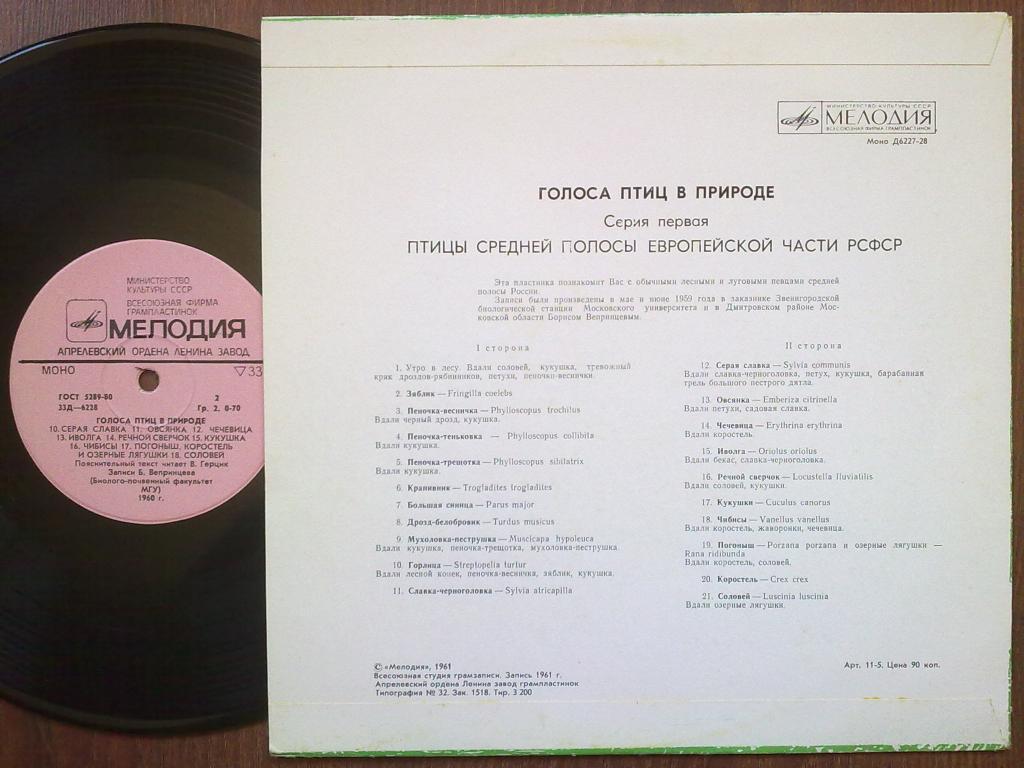 МИНИСТЕРСТВО
КУЛЬТУРЫ СССР
ВСЕСОЮЗНАЯ ФИРМА
ГРАМПЛАСТИНОК
МЕЛОДИЯ
АПРЕЛЕВСКИЙ ОРДЕНА ЛЕНИНА ЗАВОД
МОНО ▽33
ГОСТ 5289-80 2
33Д—6228 Гр. 2. 0-70
ГОЛОСА ПТИЦ В ПРИРОДЕ
10. СЕРАЯ СЛАВКА 11. ОВСЯНКА 12. ЧЕЧЕВИЦА
13. ИВОЛГА 14. РЕЧНОЙ СВЕРЧОК 15. КУКУШКА
16. ЧИБИСЫ 17. ПОГОНЫШ, КОРОСТЕЛЬ
И ОЗЕРНЫЕ ЛЯГУШКИ 18. СОЛОВЕЙ
Пояснительный текст читает В. Герцик
Записи Б. Вепринцева
(Биолого-почвенный факультет
МГУ)
1960 г.
МИНИСТЕРСТВО КУЛЬТУРЫ СССР
МЕЛОДИЯ
ВСЕСОЮЗНАЯ ФИРМА ГРАМПЛАСТИНОК
Моно Д6227-28
ГОЛОСА ПТИЦ В ПРИРОДЕ
Серия первая
ПТИЦЫ СРЕДНЕЙ ПОЛОСЫ ЕВРОПЕЙСКОЙ ЧАСТИ РСФСР
Эта пластинка познакомит Вас с обычными лесными и луговыми певцами средней
полосы России.
Записи были произведены в мае и июне 1959 года в заказнике Звенигородской
биологической станции Московского университета и в Дмитровском районе Мос-
ковской области Борисом Вепринцевым.
I сторона
1. Утро в лесу. Вдали соловей, кукушка, тревожный
крик дроздов-рябинников, петухи, пеночки-веснички.
2. Зяблик — Fringilla coelebs
3. Пеночка-весничка — Phylloscopus trochilus
Вдали черный дрозд, кукушка.
4. Пеночка-теньковка — Phylloscopus collibita
Вдали кукушка.
5. Пеночка-трещотка — Phylloscopus sibilatrix
Вдали кукушка.
6. Крапивник — Trogladites trogladites
7. Большая синица — Parus major
8. Дрозд-белобровик — Turdus musicus
9. Мухоловка-пеструшка — Muscicapa hypoleuca
Вдали кукушка, пеночка-трещотка, мухоловка-пеструшка.
10. Горлица — Streptopelia turtur
Вдали лесной конек, пеночка-весничка, зяблик, кукушка.
11. Славка-черноголовка — Sylvia atricapilla
II сторона
12. Серая славка — Sylvia communis
Вдали славка-черноголовка, петух, кукушка, барабанная
трель большого пестрого дятла.
13. Овсянка — Emberiza citrinella
Вдали петухи, садовая славка.
14. Чечевица — Erythrina erythrina
Вдали коростель.
15. Иволга — Oriolus oriolus
Вдали бекас, славка-черноголовка.
16. Речной сверчок — Locustella fluviatilis
Вдали соловей, кукушки.
17. Кукушки — Cuculus canorus
18. Чибисы — Vanellus vanellus
Вдали коростель, жаворонки, чечевица.
19. Погоныш — Porzana porzana и озерные лягушки —
Rana ridibunda
Вдали коростель, соловей.
20. Коростель — Crex crex
21. Соловей — Luscinia luscinia
Вдали озерные лягушки.
© «Мелодия», 1961
Всесоюзная студия грамзаписи. Запись 1961 г.
Апрелевский ордена Ленина завод грампластинок
Типография № 32. Зак. 1518. Тир. 3 200
Арт. 11-5. Цена 90 коп.